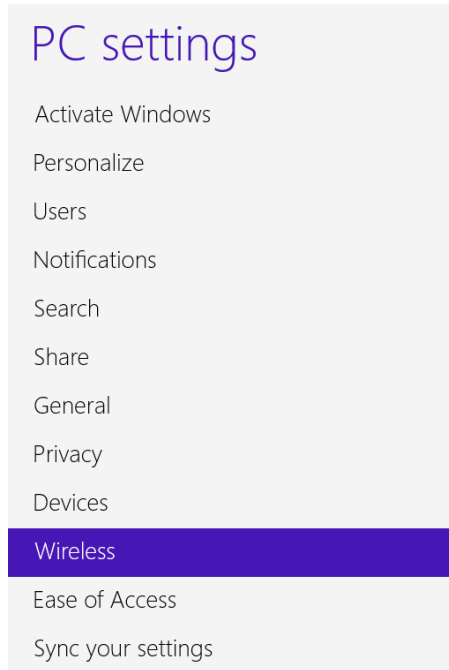 PC settings
Activate Windows
Personalize
Users
Notifications
Search
Share
General
Privacy
Devices
Wireless
Ease of Access
Sync your settings